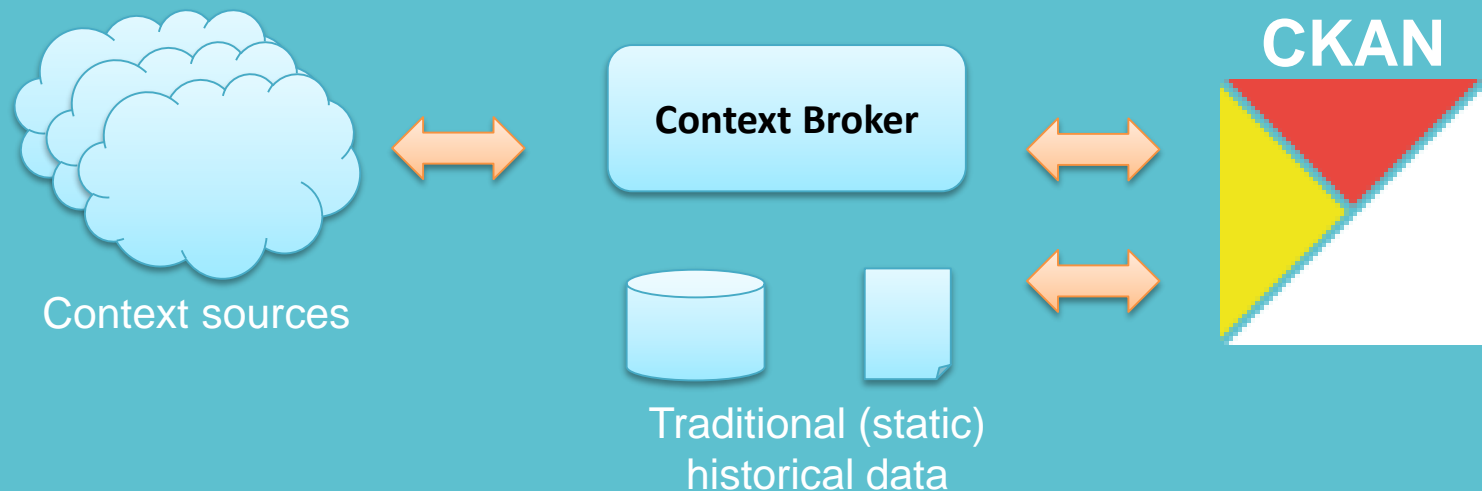 CKAN
Context Broker
Context sources
Traditional (static)
historical data